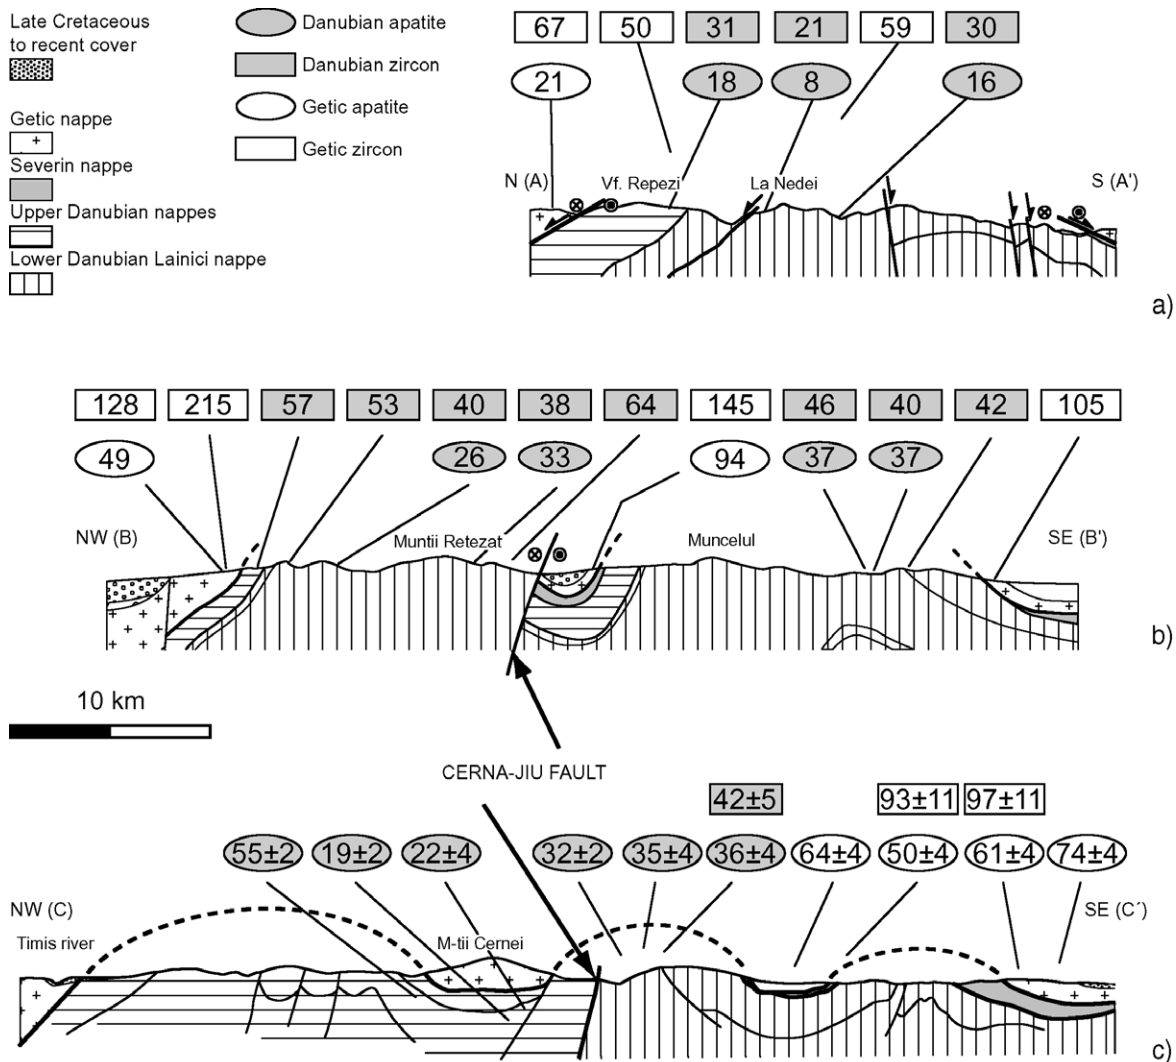 Late Cretaceous
to recent cover
Getic nappe
Severin nappe
Upper Danubian nappes
Lower Danubian Lainici nappe
Danubian apatite
Danubian zircon
Getic apatite
Getic zircon
67 50 31 21 59 30
21 18 8 16
N (A) Vf. Repezi La Nedei S (A')
a)
128 215 57 53 40 38 64 145 46 40 42 105
49 26 33 94 37 37
NW (B) Muntii Retezat Muncelul SE (B')
b)
10 km
CERNA-JIU FAULT
42±5 93±11 97±11
55±2 19±2 22±4 32±2 35±4 36±4 64±4 50±4 61±4 74±4
NW (C) SE (C´)
Timis river M-tii Cernei
c)